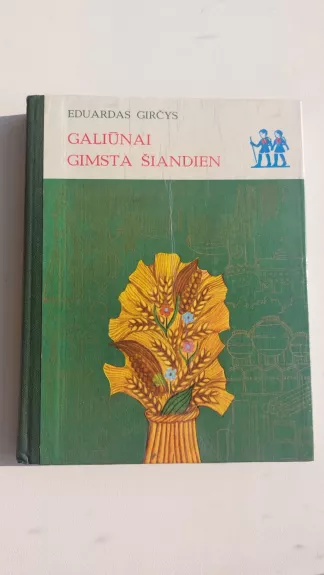 EDUARDAS GIRČYS
GALIŪNAI
GIMSTA ŠIANDIEN